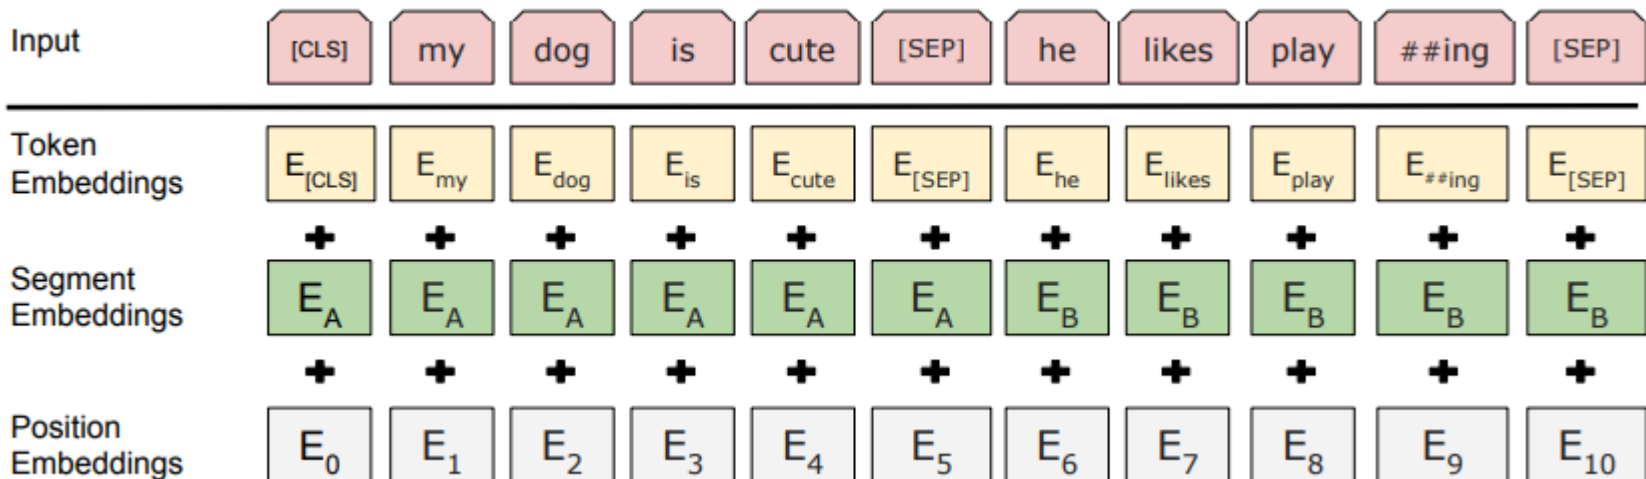 Input [CLS] my dog is cute [SEP] he likes play ##ing [SEP]
Token
Embeddings E[CLS] Emy Edog Eis Ecute E[SEP] Ehe Elikes Eplay E##ing E[SEP]
+ + + + + + + + + + +
Segment
Embeddings EA EA EA EA EA EA EB EB EB EB EB
+ + + + + + + + + + +
Position
Embeddings E0 E1 E2 E3 E4 E5 E6 E7 E8 E9 E10